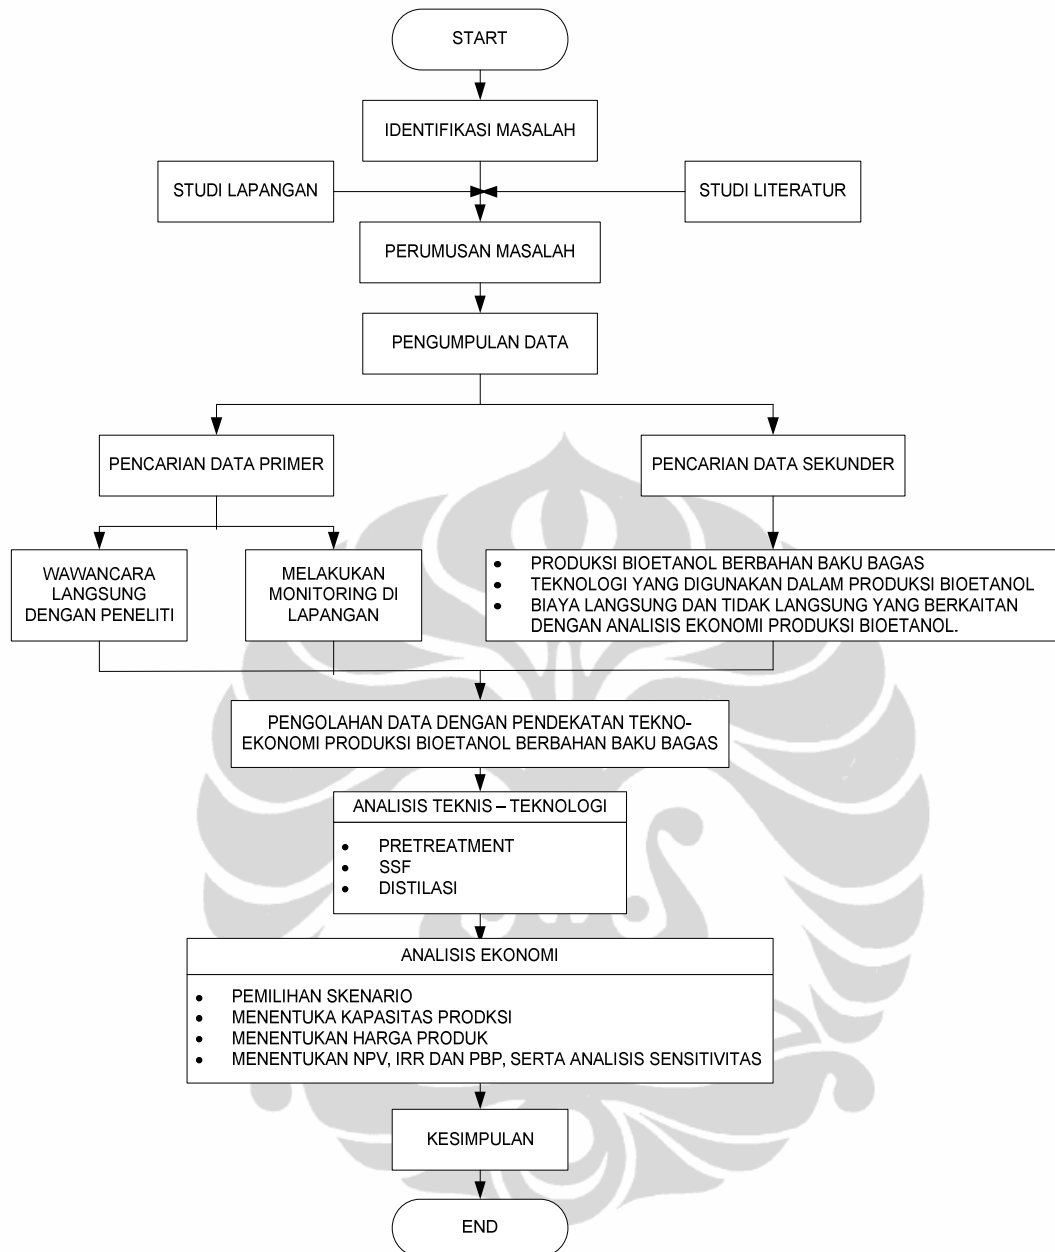 START
IDENTIFIKASI MASALAH
STUDI LAPANGAN
STUDI LITERATUR
PERUMUSAN MASALAH
PENGUMPULAN DATA
PENCARIAN DATA PRIMER
PENCARIAN DATA SEKUNDER
WAWANCARA
LANGSUNG
DENGAN PENELITI
MELAKUKAN
MONITORING DI
LAPANGAN
• PRODUKSI BIOETANOL BERBAHAN BAKU BAGAS
• TEKNOLOGI YANG DIGUNAKAN DALAM PRODUKSI BIOETANOL
• BIAYA LANGSUNG DAN TIDAK LANGSUNG YANG BERKAITAN
DENGAN ANALISIS EKONOMI PRODUKSI BIOETANOL.
PENGOLAHAN DATA DENGAN PENDEKATAN TEKNO-
EKONOMI PRODUKSI BIOETANOL BERBAHAN BAKU BAGAS
ANALISIS TEKNIS – TEKNOLOGI
• PRETREATMENT
• SSF
• DISTILASI
ANALISIS EKONOMI
• PEMILIHAN SKENARIO
• MENENTUKA KAPASITAS PRODKSI
• MENENTUKAN HARGA PRODUK
• MENENTUKAN NPV, IRR DAN PBP, SERTA ANALISIS SENSITIVITAS
KESIMPULAN
END